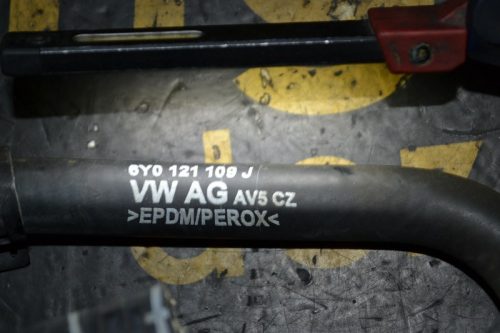 6Y0 121 109 J
VW AG AV5 CZ
>EPDM/PEROX<